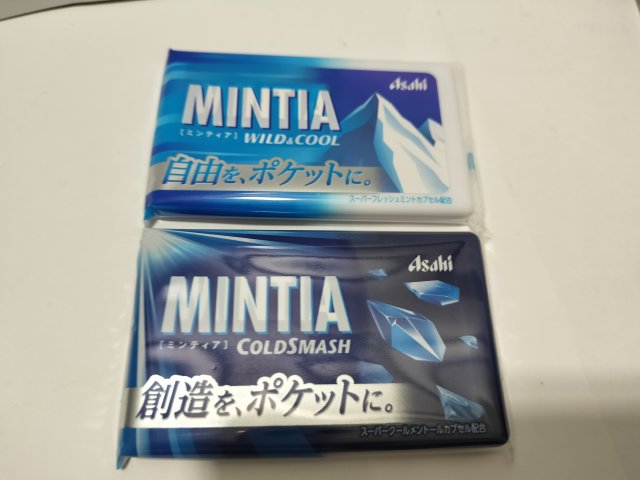 Asahi
MINTIA
[ミンティア] WILD&COOL
自由を、ポケットに。
スーパーフレッシュミントカプセル配合
Asahi
MINTIA
[ミンティア] COLDSMASH
創造を、ポケットに。
スーパークールメントールカプセル配合